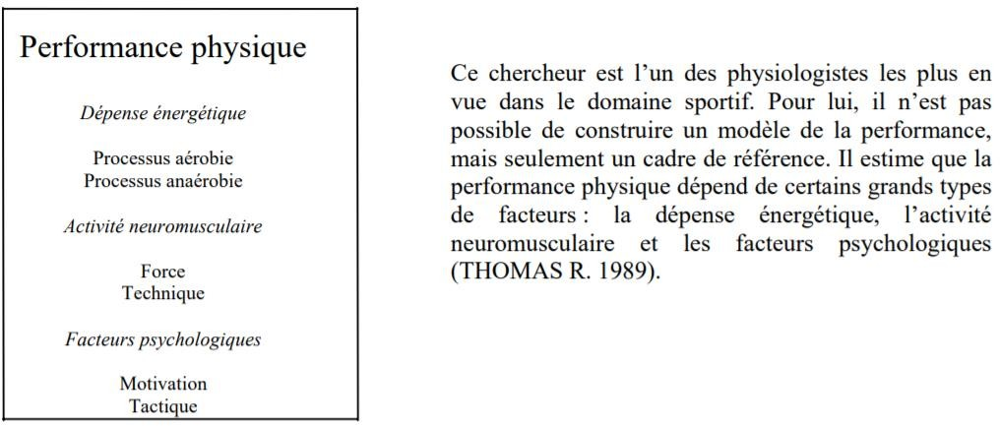 Performance physique
Dépense énergétique
Processus aérobie
Processus anaérobie
Activité neuromusculaire
Force
Technique
Facteurs psychologiques
Motivation
Tactique
Ce chercheur est l’un des physiologistes les plus en
vue dans le domaine sportif. Pour lui, il n’est pas
possible de construire un modèle de la performance,
mais seulement un cadre de référence. Il estime que la
performance physique dépend de certains grands types
de facteurs : la dépense énergétique, l’activité
neuromusculaire et les facteurs psychologiques
(THOMAS R. 1989).